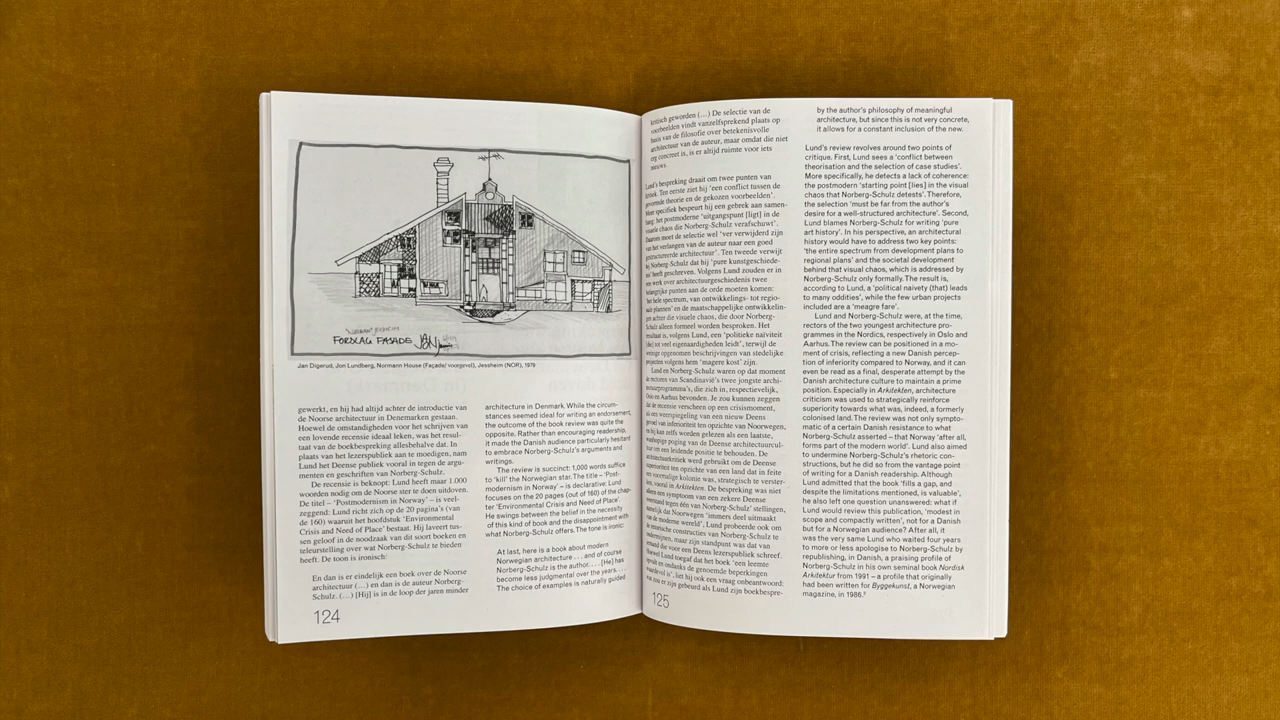 "NORMANN" JESSHEIM
FORSLAG FASADE
Jan Digerud, Jon Lundberg, Normann House (Façade/voorgevel), Jessheim (NOR), 1979
gewerkt, en hij had altijd achter de introductie van
de Noorse architectuur in Denemarken gestaan.
Hoewel de omstandigheden voor het schrijven van
een lovende recensie ideaal leken, was het resul-
taat van de boekbespreking allesbehalve dat. In
plaats van het lezerspubliek aan te moedigen, nam
Lund het Deense publiek vooral in tegen de argu-
menten en geschriften van Norberg-Schulz.
De recensie is beknopt: Lund heeft maar 1.000
woorden nodig om de Noorse ster te doen uitdoven.
De titel – 'Postmodernism in Norway' – is veel-
zeggend: Lund richt zich op de 20 pagina's (van
de 160) waaruit het hoofdstuk 'Environmental
Crisis and Need of Place' bestaat. Hij laveert tus-
sen geloof in de noodzaak van dit soort boeken en
teleurstelling over wat Norberg-Schulz te bieden
heeft. De toon is ironisch:
En dan is er eindelijk een boek over de Noorse
architectuur (…) en dan is de auteur Norberg-
Schulz. (…) [Hij] is in de loop der jaren minder
124
architecture in Denmark. While the circum-
stances seemed ideal for writing an endorsement,
the outcome of the book review was quite the
opposite. Rather than encouraging readership,
it made the Danish audience particularly hesitant
to embrace Norberg-Schulz's arguments and
writings.
The review is succinct: 1,000 words suffice
to 'kill' the Norwegian star. The title – 'Post-
modernism in Norway' – is declarative: Lund
focuses on the 20 pages (out of 160) of the chap-
ter 'Environmental Crisis and Need of Place'.
He swings between the belief in the necessity
of this kind of book and the disappointment with
what Norberg-Schulz offers. The tone is ironic:
At last, here is a book about modern
Norwegian architecture . . . and of course
Norberg-Schulz is the author. . . . [He] has
become less judgmental over the years. . . .
The choice of examples is naturally guided
kritisch geworden (…) De selectie van de
voorbeelden vindt vanzelfsprekend plaats op
basis van de filosofie over betekenisvolle
architectuur van de auteur, maar omdat die niet
erg concreet is, is er altijd ruimte voor iets
nieuws.
Lund's bespreking draait om twee punten van
kritiek. Ten eerste ziet hij 'een conflict tussen de
gevormde theorie en de gekozen voorbeelden'.
Meer specifiek bespeurt hij een gebrek aan samen-
hang: het postmoderne 'uitgangspunt [ligt] in de
visuele chaos die Norberg-Schulz verafschuwt'.
Daarom moet de selectie wel 'ver verwijderd zijn
van het verlangen van de auteur naar een goed
gestructureerde architectuur'. Ten tweede verwijt
hij Norberg-Schulz dat hij 'pure kunstgeschiede-
nis' heeft geschreven. Volgens Lund zouden er in
een werk over architectuurgeschiedenis twee
belangrijke punten aan de orde moeten komen:
'het hele spectrum, van ontwikkelings- tot regio-
nale plannen' en de maatschappelijke ontwikkelin-
gen achter die visuele chaos, die door Norberg-
Schulz alleen formeel worden besproken. Het
resultaat is, volgens Lund, een 'politieke naïviteit
[die] tot veel eigenaardigheden leidt', terwijl de
weinige opgenomen beschrijvingen van stedelijke
projecten volgens hem 'magere kost' zijn.
Lund en Norberg-Schulz waren op dat moment
de rectoren van Scandinavië's twee jongste archi-
tectuurprogramma's, die zich in, respectievelijk,
Oslo en Aarhus bevonden. Je zou kunnen zeggen
dat de recensie verscheen op een crisismoment,
als een weerspiegeling van een nieuw Deens
gevoel van inferioriteit ten opzichte van Noorwegen,
en hij kan zelfs worden gelezen als een laatste,
wanhopige poging van de Deense architectuurcul-
tuur om een leidende positie te behouden. De
architectuurkritiek werd gebruikt om de Deense
superioriteit ten opzichte van een land dat in feite
een voormalige kolonie was, strategisch te verster-
ken, vooral in Arkitekten. De bespreking was niet
alleen een symptoom van een zekere Deense
weerstand tegen één van Norberg-Schulz' stellingen,
namelijk dat Noorwegen 'immers deel uitmaakt
van de moderne wereld', Lund probeerde ook om
de retorische constructies van Norberg-Schulz te
ondermijnen, maar zijn standpunt was dat van
iemand die voor een Deens lezerspubliek schreef.
Hoewel Lund toegaf dat het boek 'een leemte
opvult en ondanks de genoemde beperkingen
waardevol is', liet hij ook een vraag onbeantwoord:
wat zou er zijn gebeurd als Lund zijn boekbespre-
125
by the author's philosophy of meaningful
architecture, but since this is not very concrete,
it allows for a constant inclusion of the new.
Lund's review revolves around two points of
critique. First, Lund sees a 'conflict between
theorisation and the selection of case studies'.
More specifically, he detects a lack of coherence:
the postmodern 'starting point [lies] in the visual
chaos that Norberg-Schulz detests'. Therefore,
the selection 'must be far from the author's
desire for a well-structured architecture'. Second,
Lund blames Norberg-Schulz for writing 'pure
art history'. In his perspective, an architectural
history would have to address two key points:
'the entire spectrum from development plans to
regional plans' and the societal development
behind that visual chaos, which is addressed by
Norberg-Schulz only formally. The result is,
according to Lund, a 'political naivety (that) leads
to many oddities', while the few urban projects
included are a 'meagre fare'.
Lund and Norberg-Schulz were, at the time,
rectors of the two youngest architecture pro-
grammes in the Nordics, respectively in Oslo and
Aarhus. The review can be positioned in a mo-
ment of crisis, reflecting a new Danish percep-
tion of inferiority compared to Norway, and it can
even be read as a final, desperate attempt by the
Danish architecture culture to maintain a prime
position. Especially in Arkitekten, architecture
criticism was used to strategically reinforce
superiority towards what was, indeed, a formerly
colonised land. The review was not only sympto-
matic of a certain Danish resistance to what
Norberg-Schulz asserted – that Norway 'after all,
forms part of the modern world'. Lund also aimed
to undermine Norberg-Schulz's rhetoric con-
structions, but he did so from the vantage point
of writing for a Danish readership. Although
Lund admitted that the book 'fills a gap, and
despite the limitations mentioned, is valuable',
he also left one question unanswered: what if
Lund would review this publication, 'modest in
scope and compactly written', not for a Danish
but for a Norwegian audience? After all, it
was the very same Lund who waited four years
to more or less apologise to Norberg-Schulz by
republishing, in Danish, a praising profile of
Norberg-Schulz in his own seminal book Nordisk
Arkitektur from 1991 – a profile that originally
had been written for Byggekunst, a Norwegian
magazine, in 1986.